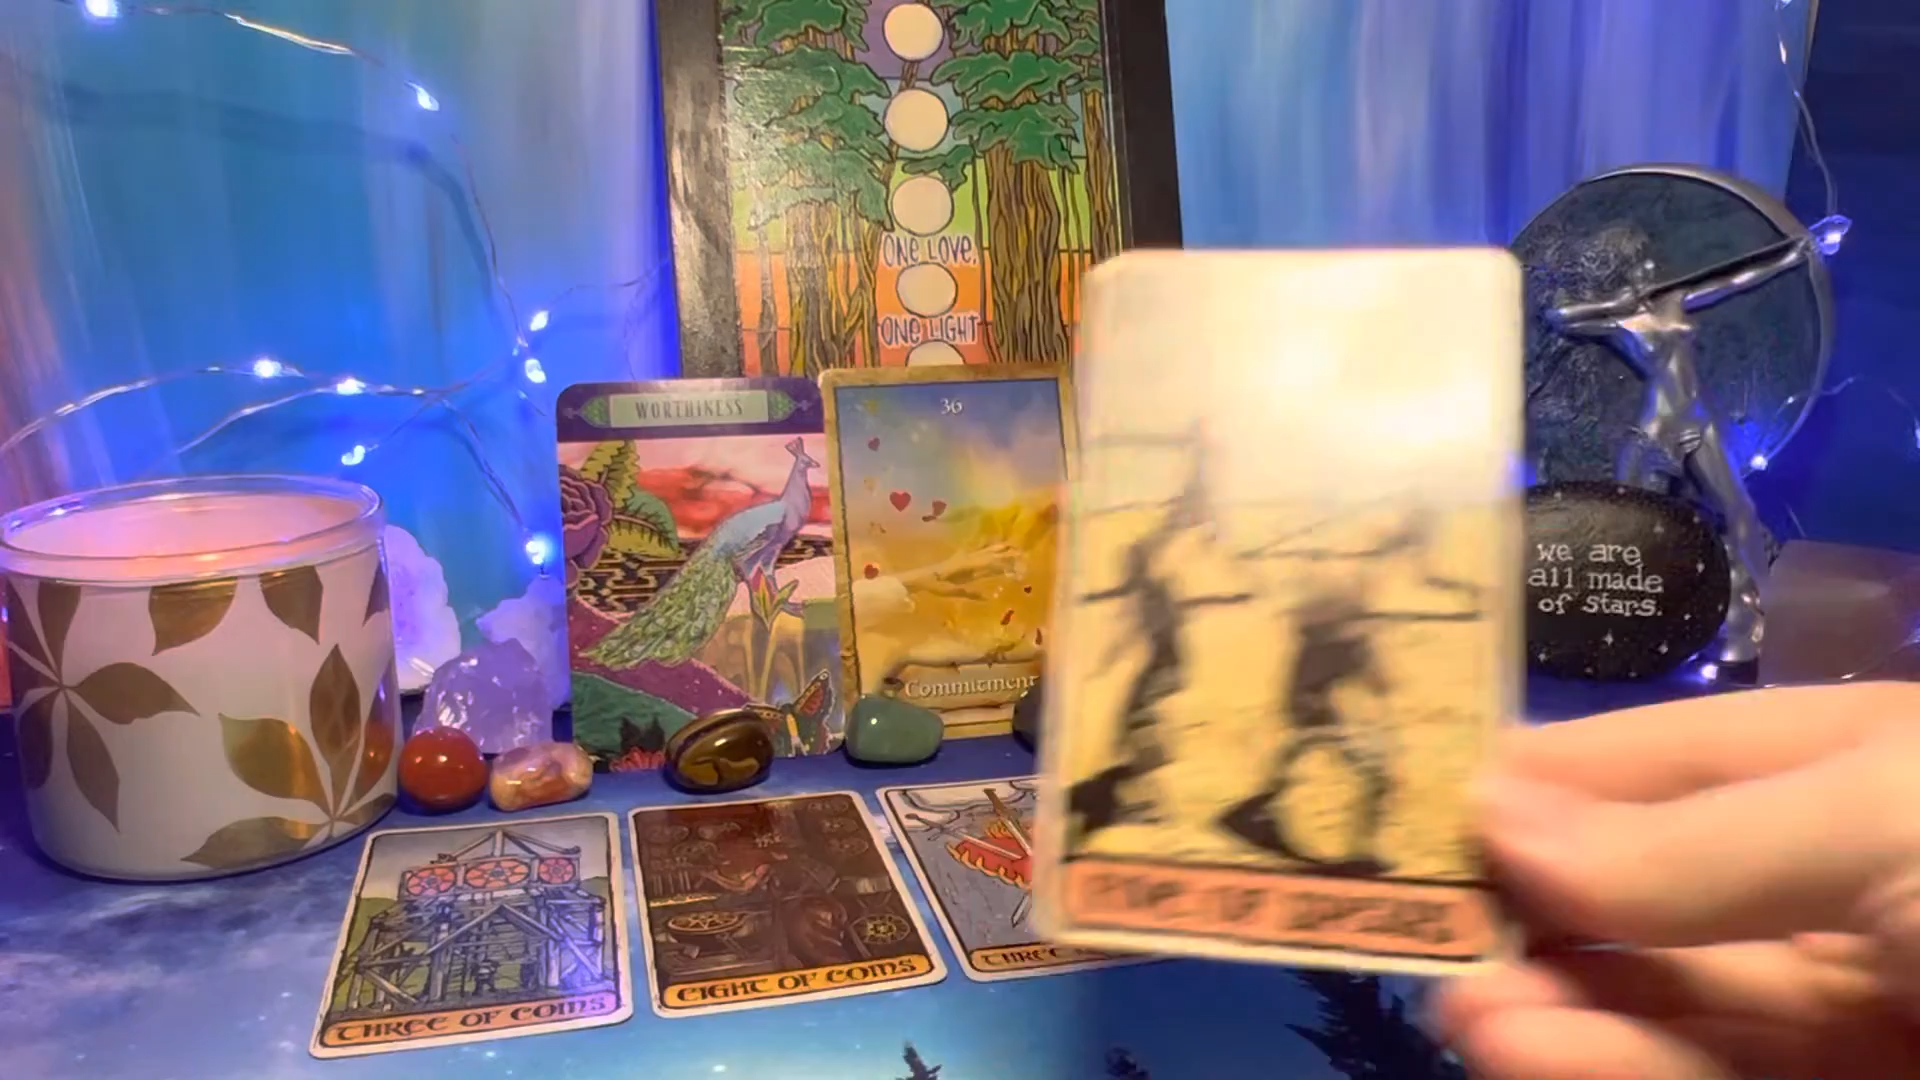 ONE LOVE,
ONE LIGHT
WORTHINESS
36
Commitment
we are
all made
of stars.
THREE OF COINS
EIGHT OF COINS
THREE